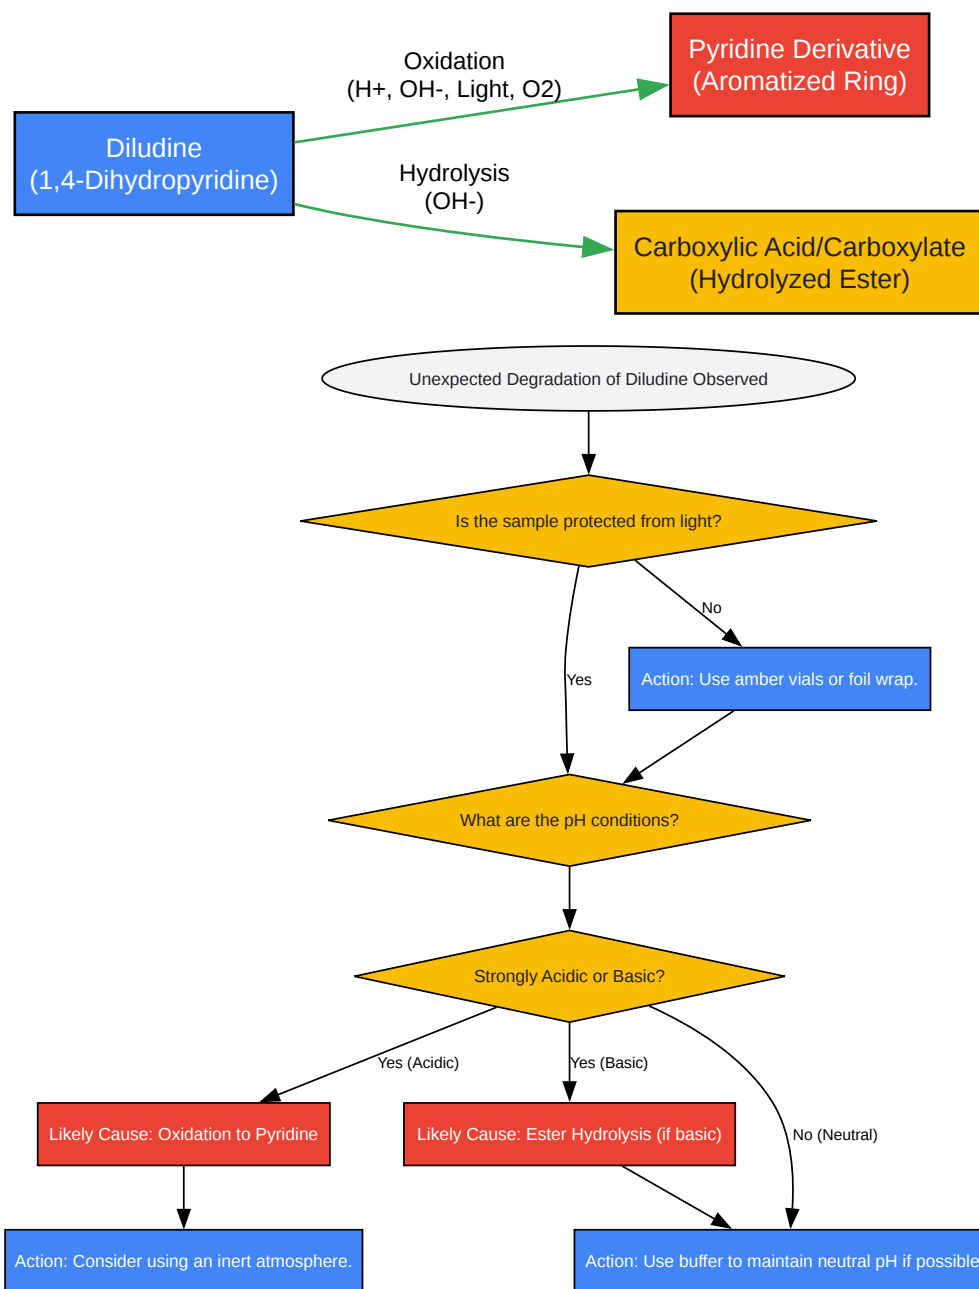 Oxidation
(H+, OH-, Light, O2)
Pyridine Derivative
(Aromatized Ring)
Diludine
(1,4-Dihydropyridine)
Hydrolysis
(OH-)
Carboxylic Acid/Carboxylate
(Hydrolyzed Ester)
Unexpected Degradation of Diludine Observed
Is the sample protected from light?
No
Yes
Action: Use amber vials or foil wrap.
What are the pH conditions?
Strongly Acidic or Basic?
Yes (Acidic)
Yes (Basic)
No (Neutral)
Likely Cause: Oxidation to Pyridine
Likely Cause: Ester Hydrolysis (if basic)
Action: Consider using an inert atmosphere.
Action: Use buffer to maintain neutral pH if possible